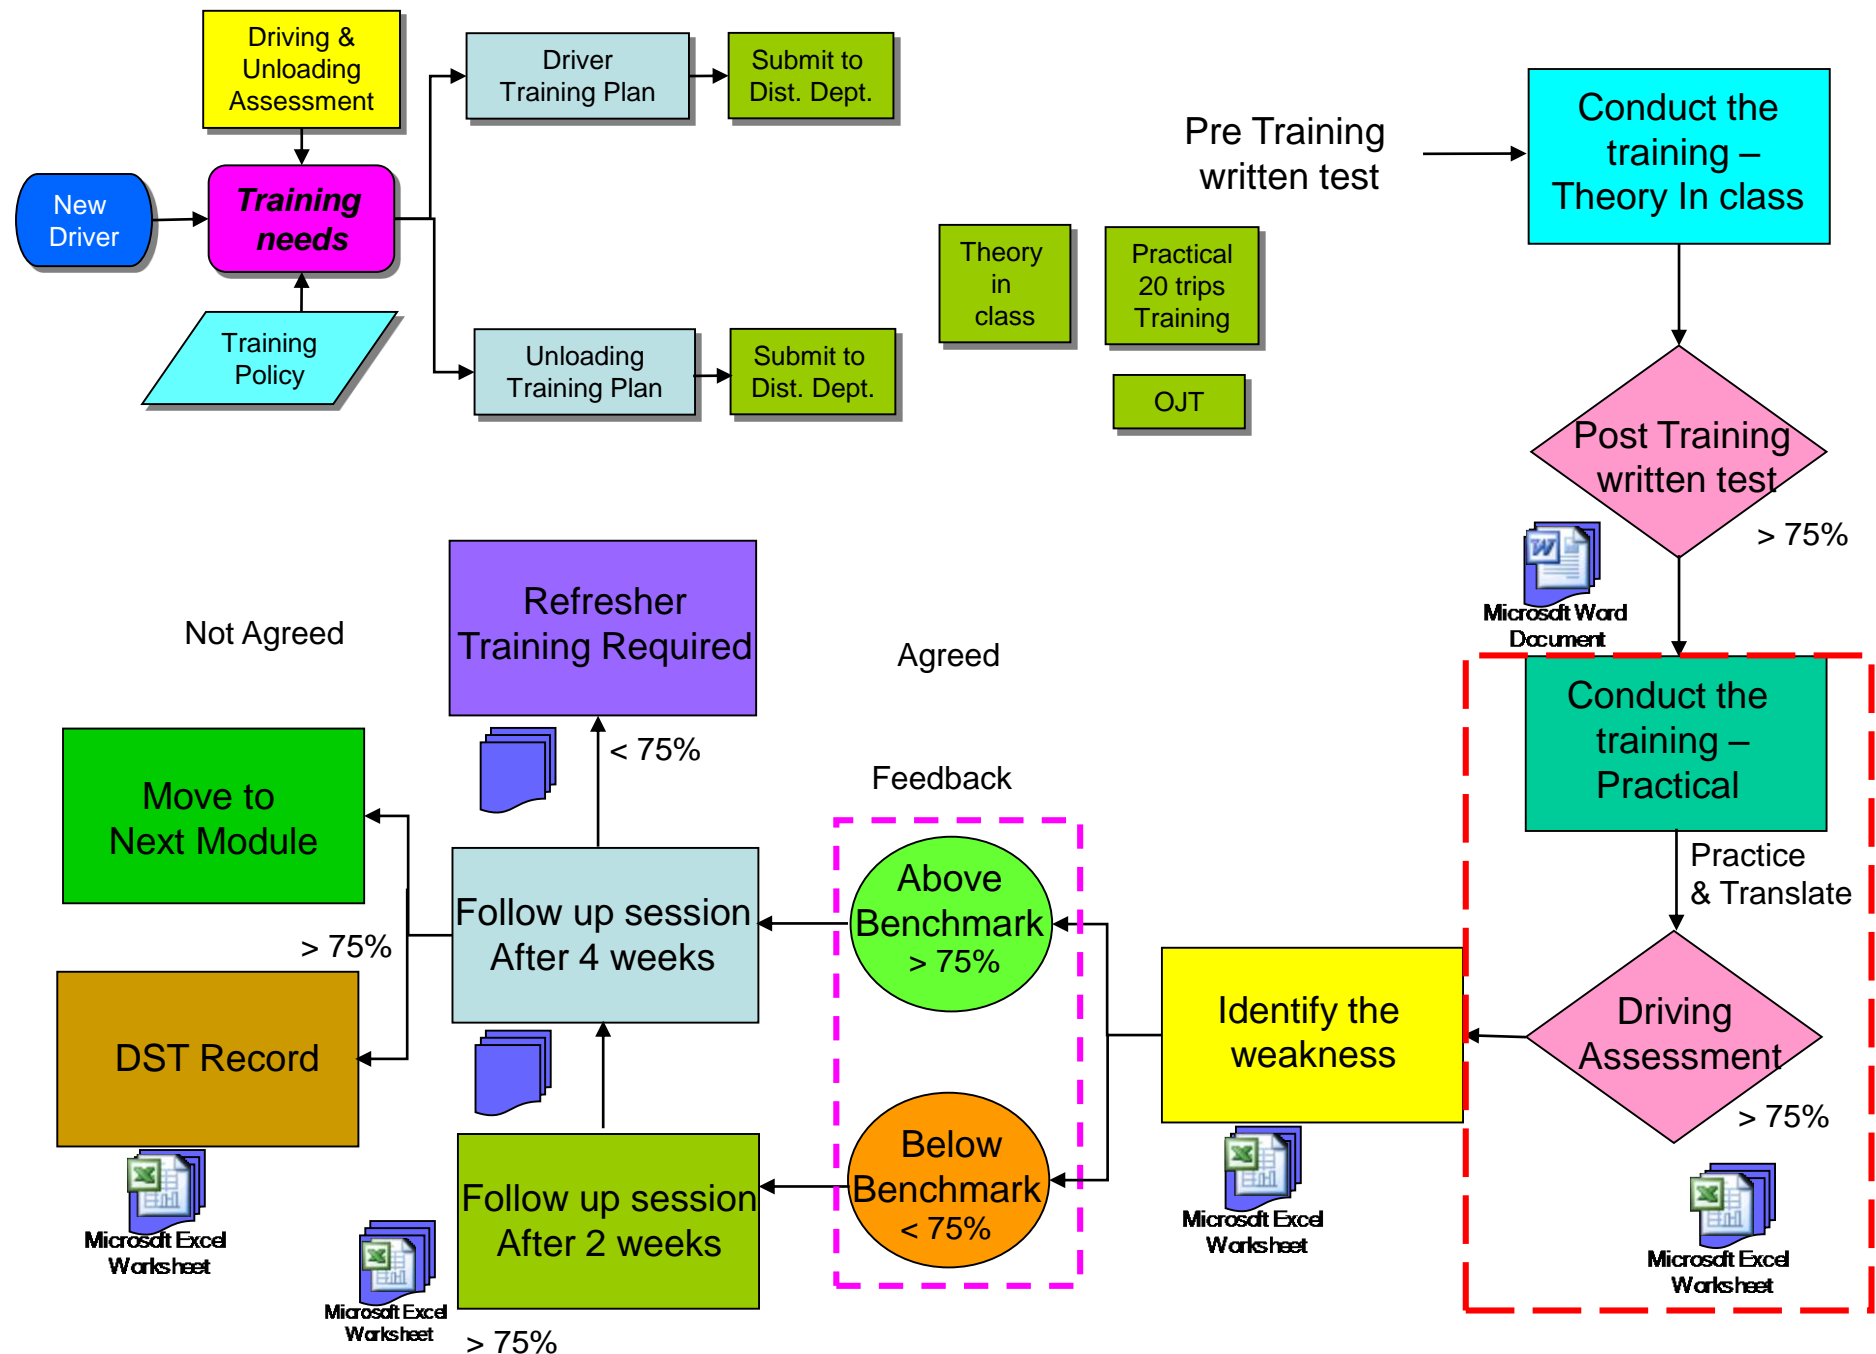 Driving &
Unloading
Assessment
Driver
Training Plan
Submit to
Dist. Dept.
New
Driver
Training
needs
Training
Policy
Unloading
Training Plan
Submit to
Dist. Dept.
Pre Training
written test
Conduct the
training –
Theory In class
Theory
in
class
Practical
20 trips
Training
OJT
Post Training
written test
> 75%
Microsoft Word
Document
Conduct the
training –
Practical
Practice
& Translate
Driving
Assessment
> 75%
Microsoft Excel
Worksheet
Identify the
weakness
Microsoft Excel
Worksheet
Agreed
Feedback
Above
Benchmark
> 75%
Below
Benchmark
< 75%
Not Agreed
Refresher
Training Required
< 75%
Follow up session
After 4 weeks
Follow up session
After 2 weeks
> 75%
Microsoft Excel
Worksheet
Move to
Next Module
> 75%
DST Record
Microsoft Excel
Worksheet